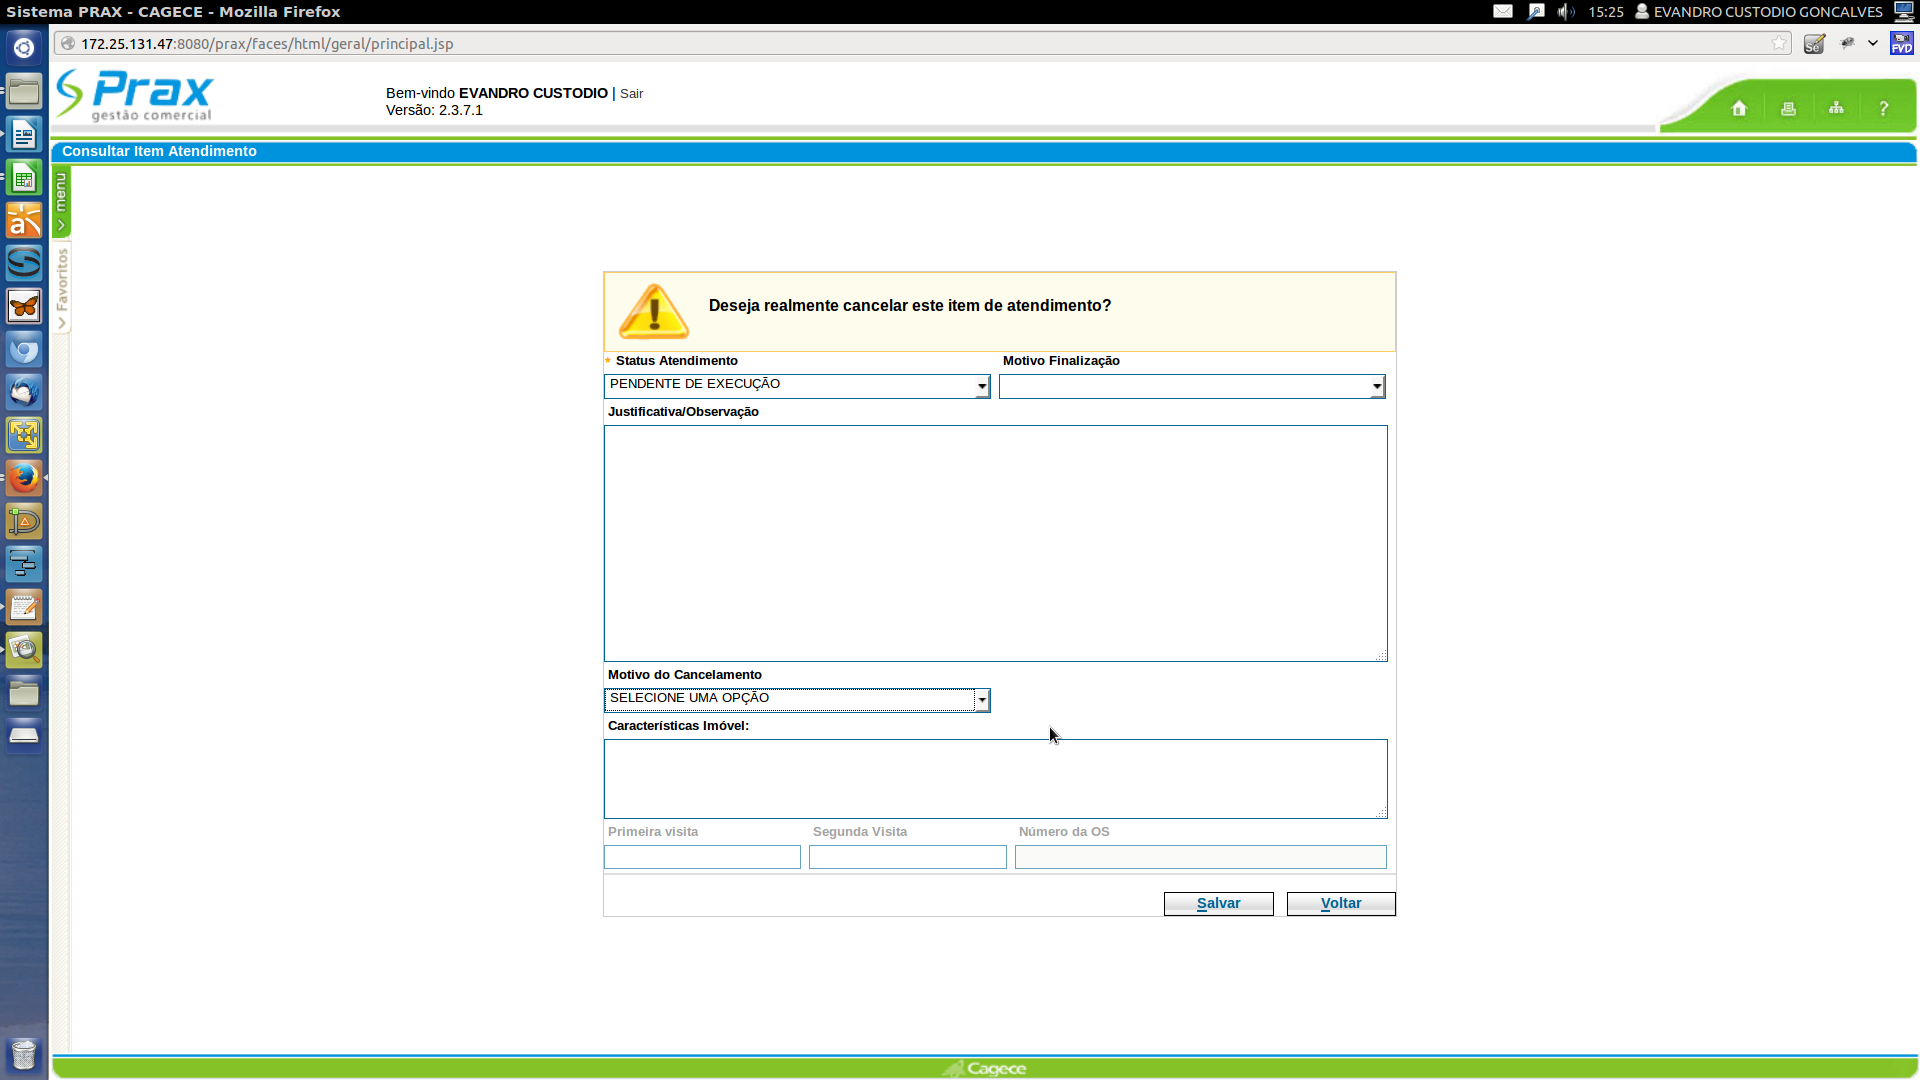 Sistema PRAX - CAGECE - Mozilla Firefox
15:25 EVANDRO CUSTODIO GONCALVES
172.25.131.47:8080/prax/faces/html/geral/principal.jsp
Se
FVD
Prax
gestão comercial
Bem-vindo EVANDRO CUSTODIO | Sair
Versão: 2.3.7.1
?
Consultar Item Atendimento
menu
Favoritos
Deseja realmente cancelar este item de atendimento?
* Status Atendimento
Motivo Finalização
PENDENTE DE EXECUÇÃO
Justificativa/Observação
Motivo do Cancelamento
SELECIONE UMA OPÇÃO
Características Imóvel:
Primeira visita
Segunda Visita
Número da OS
Salvar
Voltar
Cagece